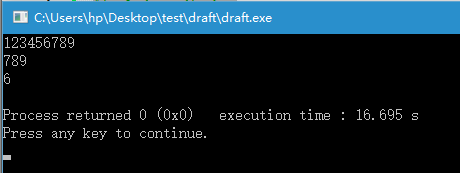 C:\Users\hp\Desktop\test\draft\draft.exe
123456789
789
6
Process returned 0 (0x0)   execution time : 16.695 s
Press any key to continue.